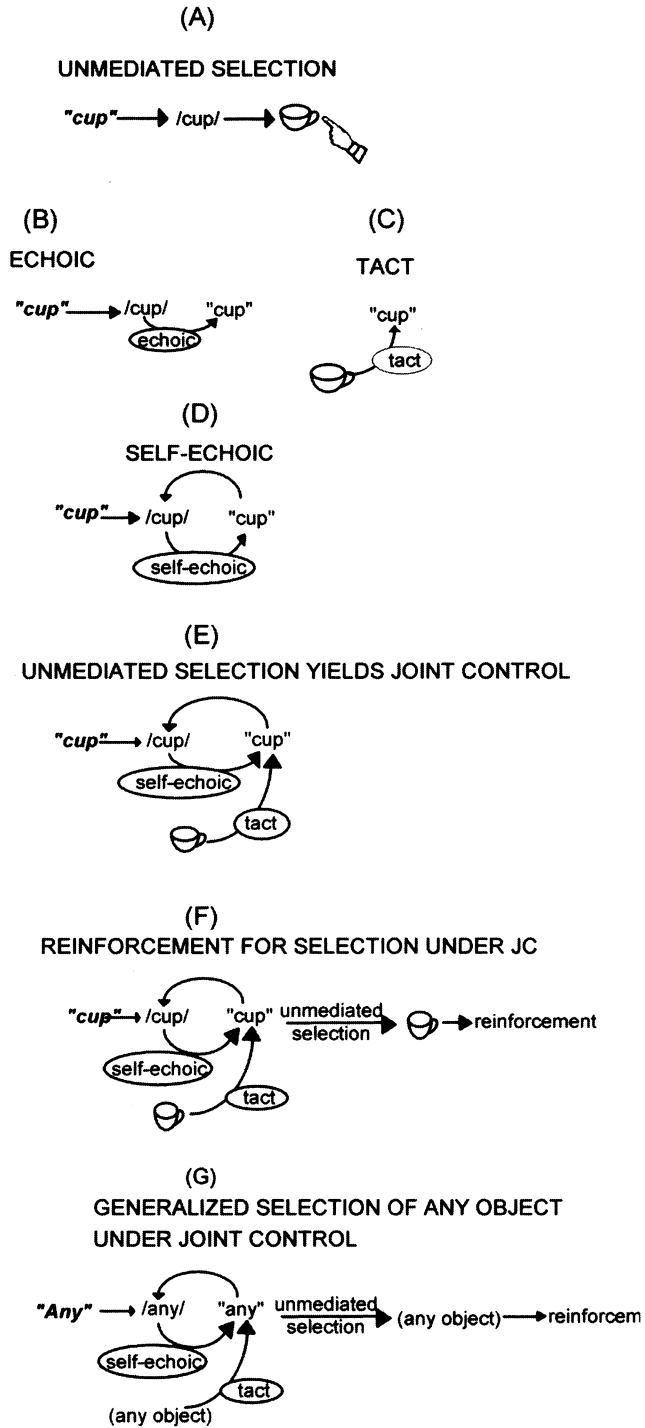 (A)
UNMEDIATED SELECTION
"cup" /cup/
(B) (C)
ECHOIC TACT
"cup" /cup/ "cup" "cup"
echoic tact
(D)
SELF-ECHOIC
"cup" /cup/ "cup"
self-echoic
(E)
UNMEDIATED SELECTION YIELDS JOINT CONTROL
"cup" /cup/ "cup"
self-echoic
tact
(F)
REINFORCEMENT FOR SELECTION UNDER JC
"cup" /cup/ "cup" unmediated selection reinforcement
self-echoic
tact
(G)
GENERALIZED SELECTION OF ANY OBJECT
UNDER JOINT CONTROL
"Any" /any/ "any" unmediated selection (any object) reinforcem
self-echoic
tact
(any object)